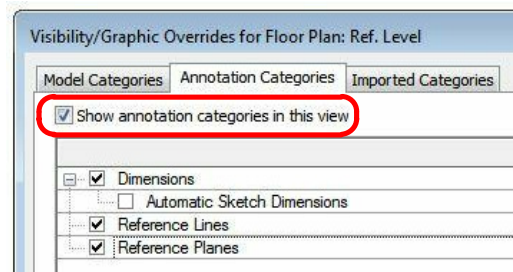 Visibility/Graphic Overrides for Floor Plan: Ref. Level
Model Categories Annotation Categories Imported Categories
Show annotation categories in this view
Dimensions
Automatic Sketch Dimensions
Reference Lines
Reference Planes